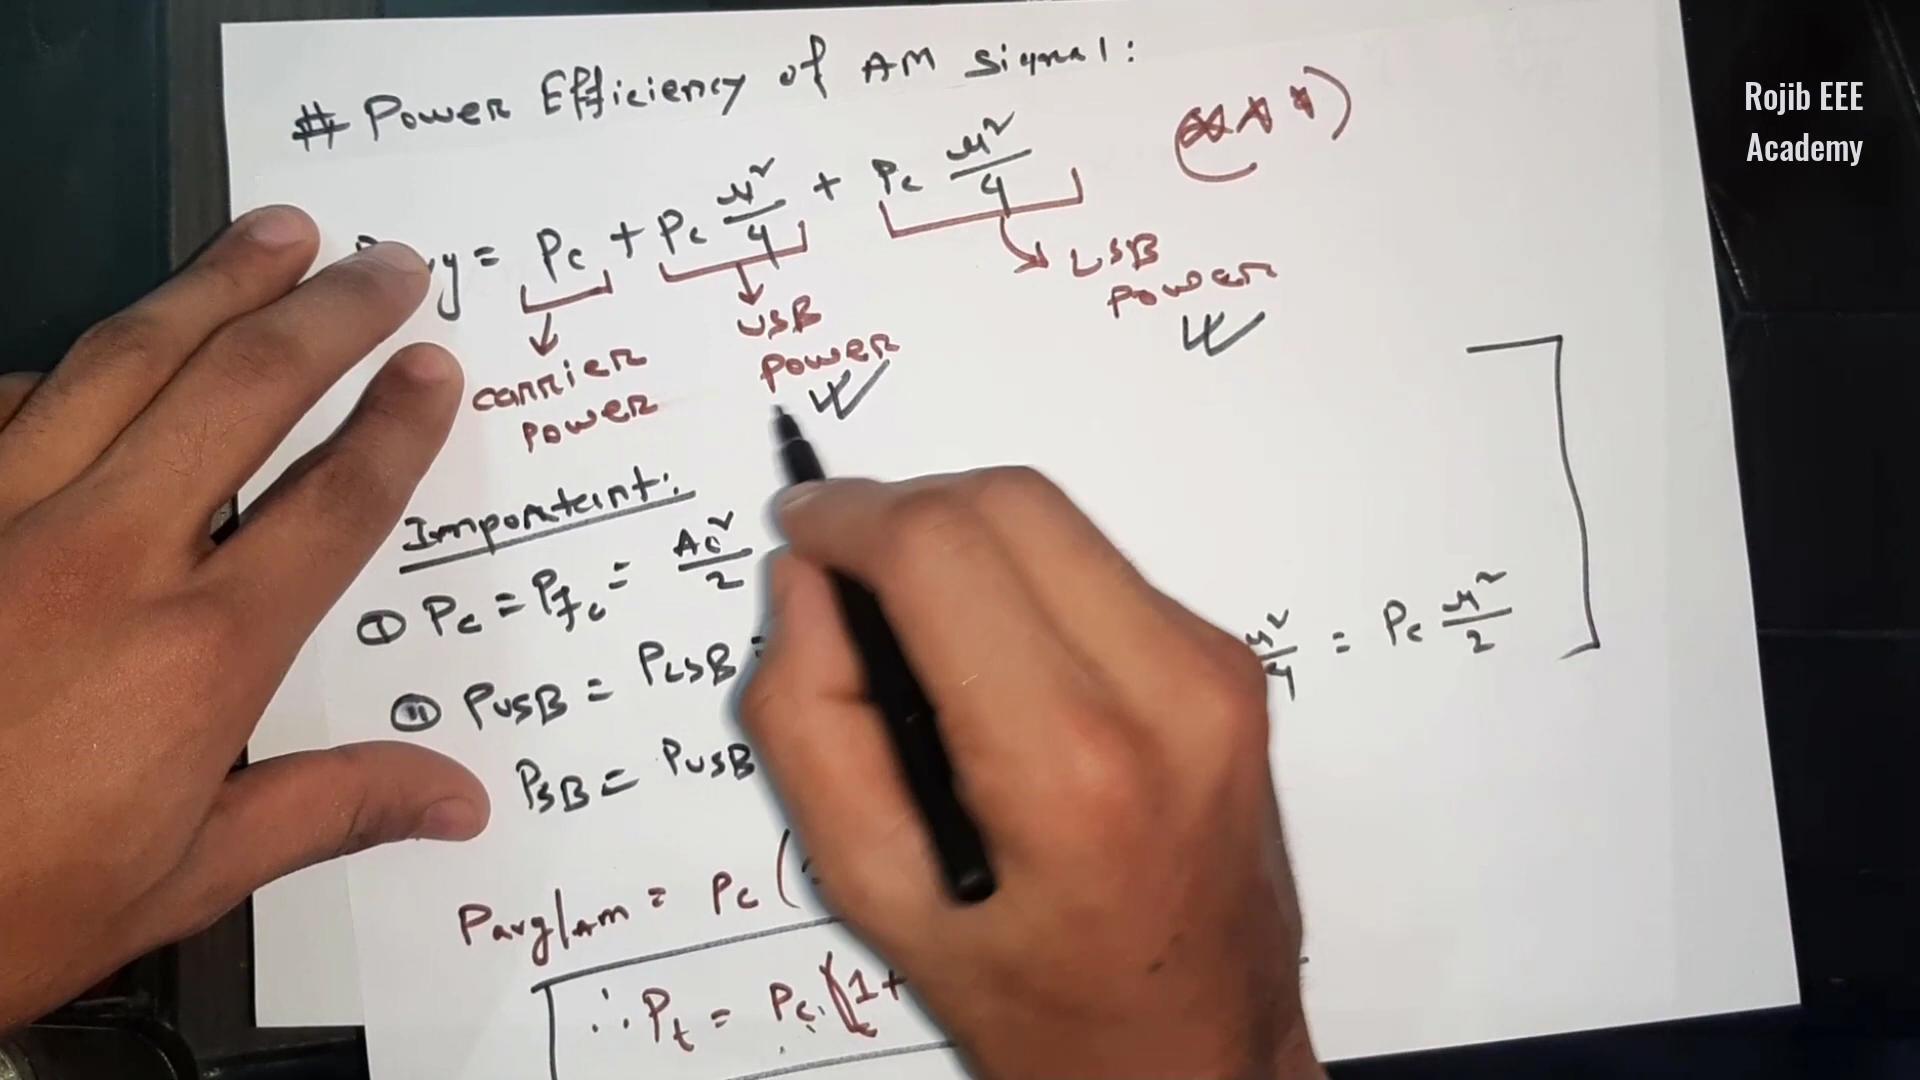 # Power Efficiency of AM Signal:
= Pc + Pc μ²/4 + Pc μ²/4
carrier power
USB power
LSB power
Important:
① Pc = Pfc = Ac²/2
② PUSB = PLSB =
μ²/4 = Pc μ²/2
PSB = PUSB
Pavg/AM = Pc (
∴ Pt = Pc (1+
Rojib EEE
Academy